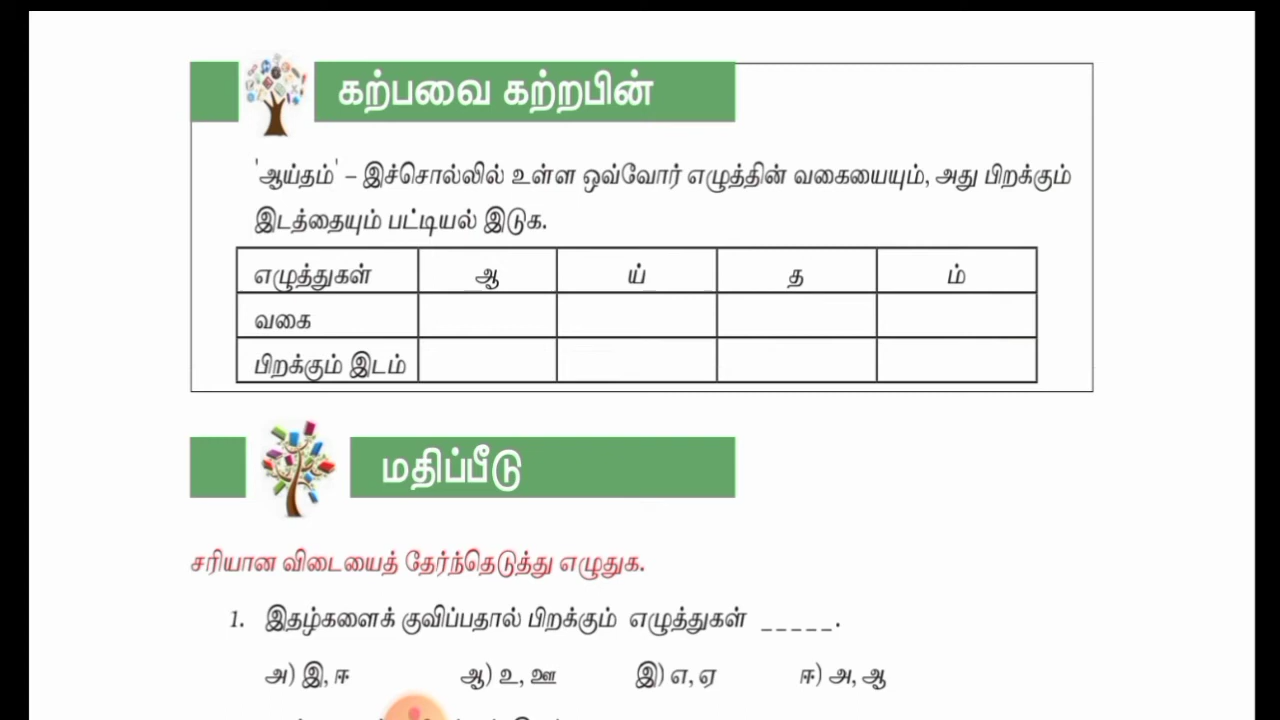 கற்பவை கற்றபின்
'ஆய்தம்' – இச்சொல்லில் உள்ள ஒவ்வோர் எழுத்தின் வகையையும், அது பிறக்கும்
இடத்தையும் பட்டியல் இடுக.
எழுத்துகள் ஆ ய் த ம்
வகை
பிறக்கும் இடம்
மதிப்பீடு
சரியான விடையைத் தேர்ந்தெடுத்து எழுதுக.
1. இதழ்களைக் குவிப்பதால் பிறக்கும் எழுத்துகள் _ _ _ _ _.
அ) இ, ஈ ஆ) உ, ஊ இ) எ, ஏ ஈ) அ, ஆ